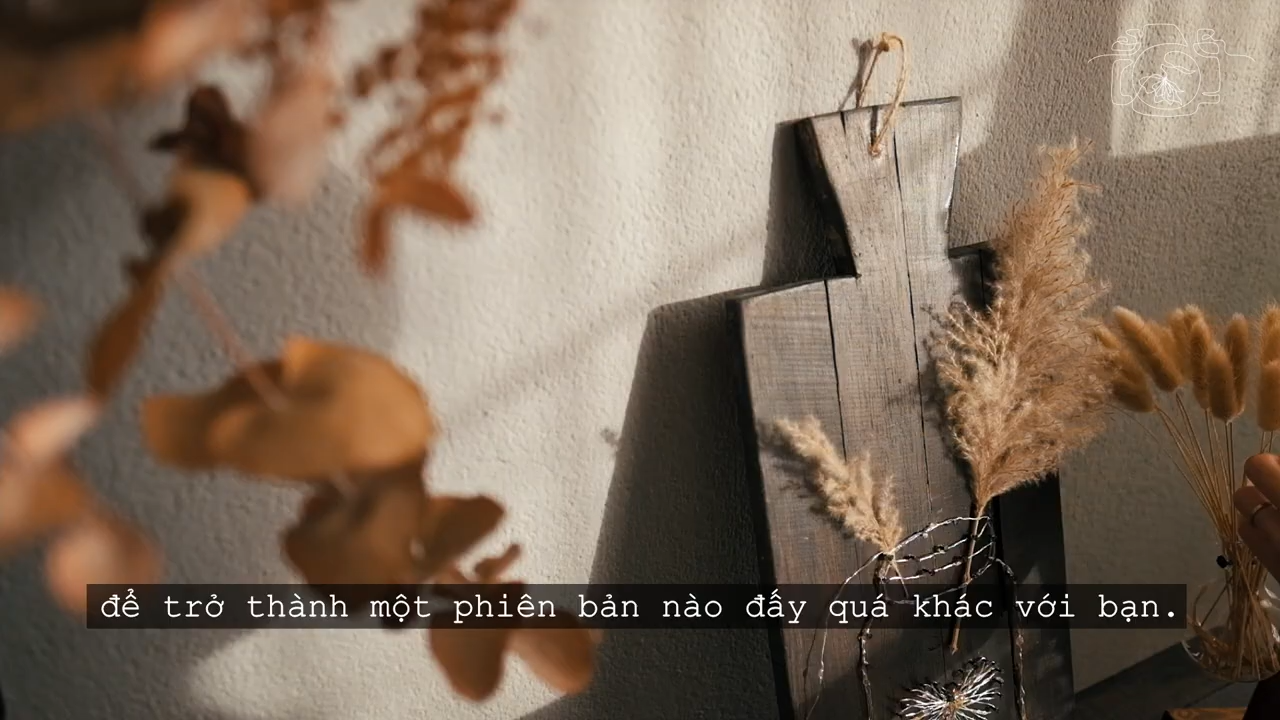 để trở thành một phiên bản nào đấy quá khác với bạn.